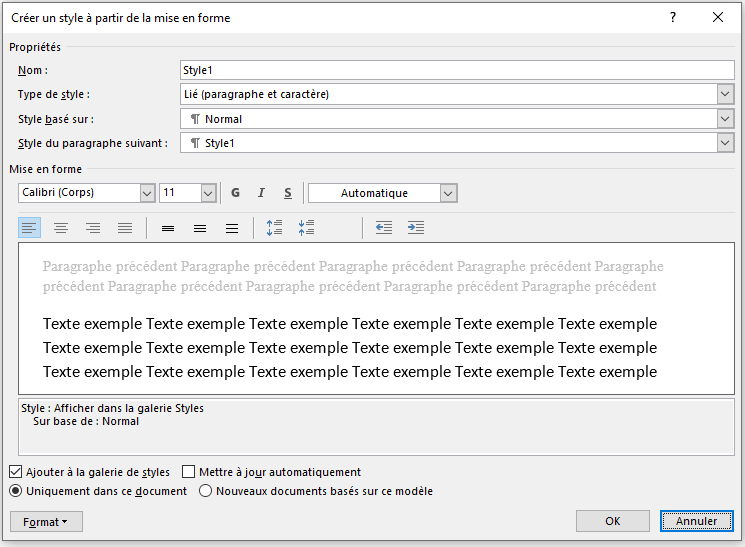 Créer un style à partir de la mise en forme ? ×
Propriétés
Nom : Style1
Type de style : Lié (paragraphe et caractère)
Style basé sur : ¶ Normal
Style du paragraphe suivant : ¶ Style1
Mise en forme
Calibri (Corps) 11 G I S Automatique
Paragraphe précédent Paragraphe précédent Paragraphe précédent Paragraphe précédent Paragraphe
précédent Paragraphe précédent Paragraphe précédent Paragraphe précédent Paragraphe précédent
Texte exemple Texte exemple Texte exemple Texte exemple Texte exemple Texte exemple
Texte exemple Texte exemple Texte exemple Texte exemple Texte exemple Texte exemple
Texte exemple Texte exemple Texte exemple Texte exemple Texte exemple Texte exemple
Style : Afficher dans la galerie Styles
Sur base de : Normal
Ajouter à la galerie de styles Mettre à jour automatiquement
Uniquement dans ce document Nouveaux documents basés sur ce modèle
Format OK Annuler